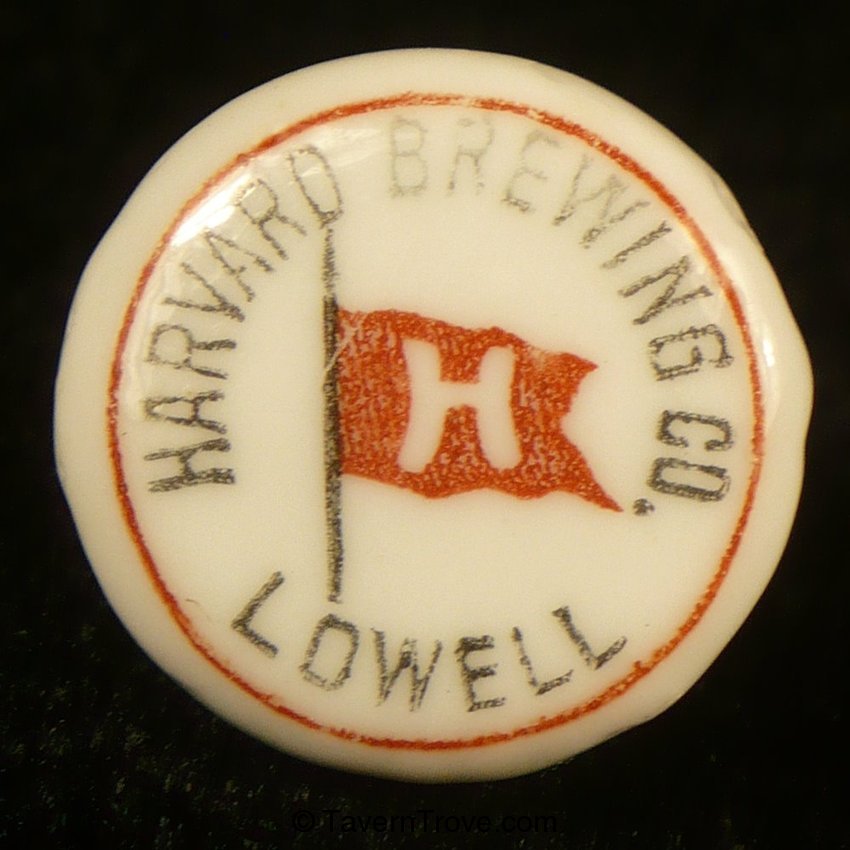 HARVARD BREWING CO.
H
LOWELL
© TavernTrove.com